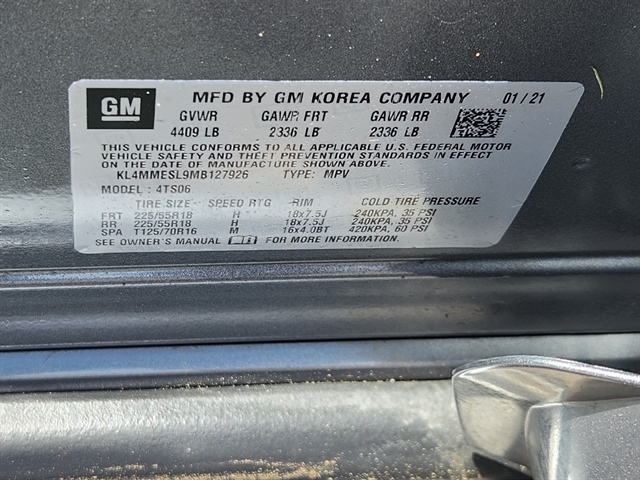 GM MFD BY GM KOREA COMPANY 01/21
GVWR GAWR FRT GAWR RR
4409 LB 2336 LB 2336 LB
THIS VEHICLE CONFORMS TO ALL APPLICABLE U.S. FEDERAL MOTOR
VEHICLE SAFETY AND THEFT PREVENTION STANDARDS IN EFFECT
ON THE DATE OF MANUFACTURE SHOWN ABOVE.
KL4MMESL9MB127926 TYPE: MPV
MODEL: 4TS06
TIRE SIZE SPEED RTG RIM COLD TIRE PRESSURE
FRT 225/55R18 H 18x7.5J 240KPA, 35 PSI
RR 225/55R18 H 18x7.5J 240KPA, 35 PSI
SPA T125/70R16 M 16x4.0BT 420KPA, 60 PSI
SEE OWNER'S MANUAL FOR MORE INFORMATION.